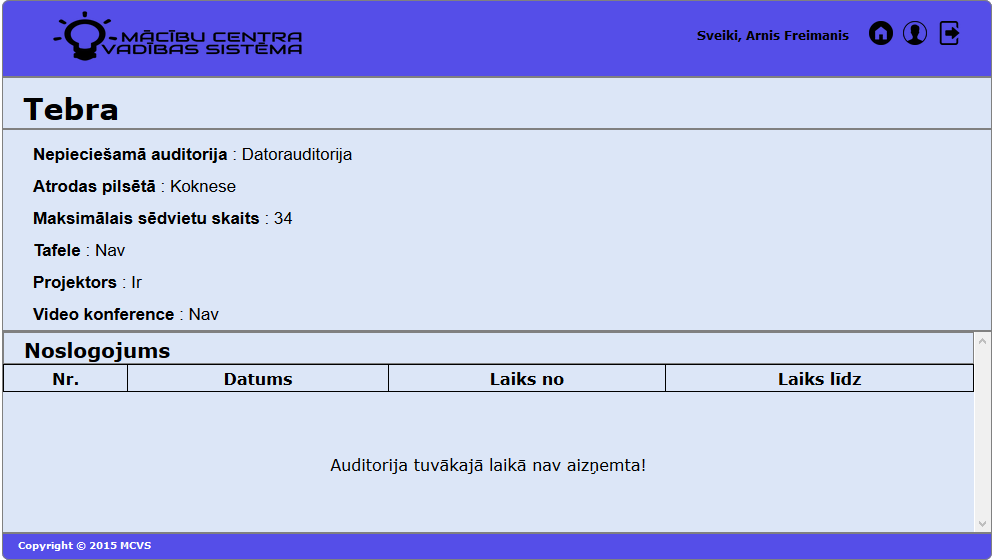 MĀCĪBU CENTRA
VADĪBAS SISTĒMA
Sveiki, Arnis Freimanis
Tebra
Nepieciešamā auditorija : Datorauditorija
Atrodas pilsētā : Koknese
Maksimālais sēdvietu skaits : 34
Tafele : Nav
Projektors : Ir
Video konference : Nav
Noslogojums
Nr. Datums Laiks no Laiks līdz
Auditorija tuvākajā laikā nav aizņemta!
Copyright © 2015 MCVS